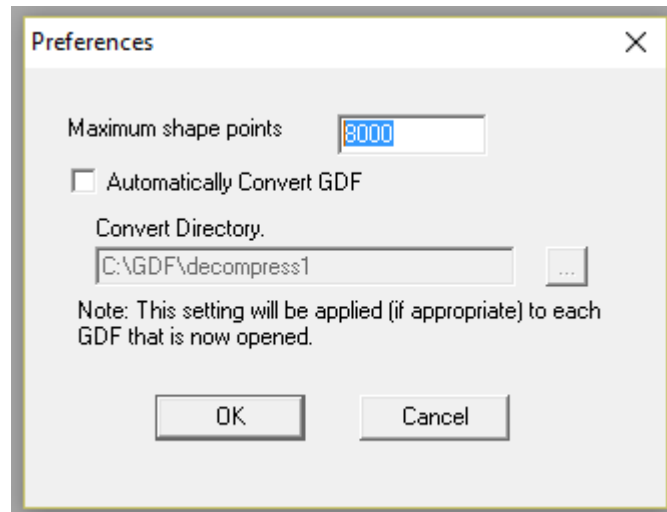 Preferences
Maximum shape points 8000
Automatically Convert GDF
Convert Directory.
C:\GDF\decompress1 ...
Note: This setting will be applied (if appropriate) to each
GDF that is now opened.
OK Cancel